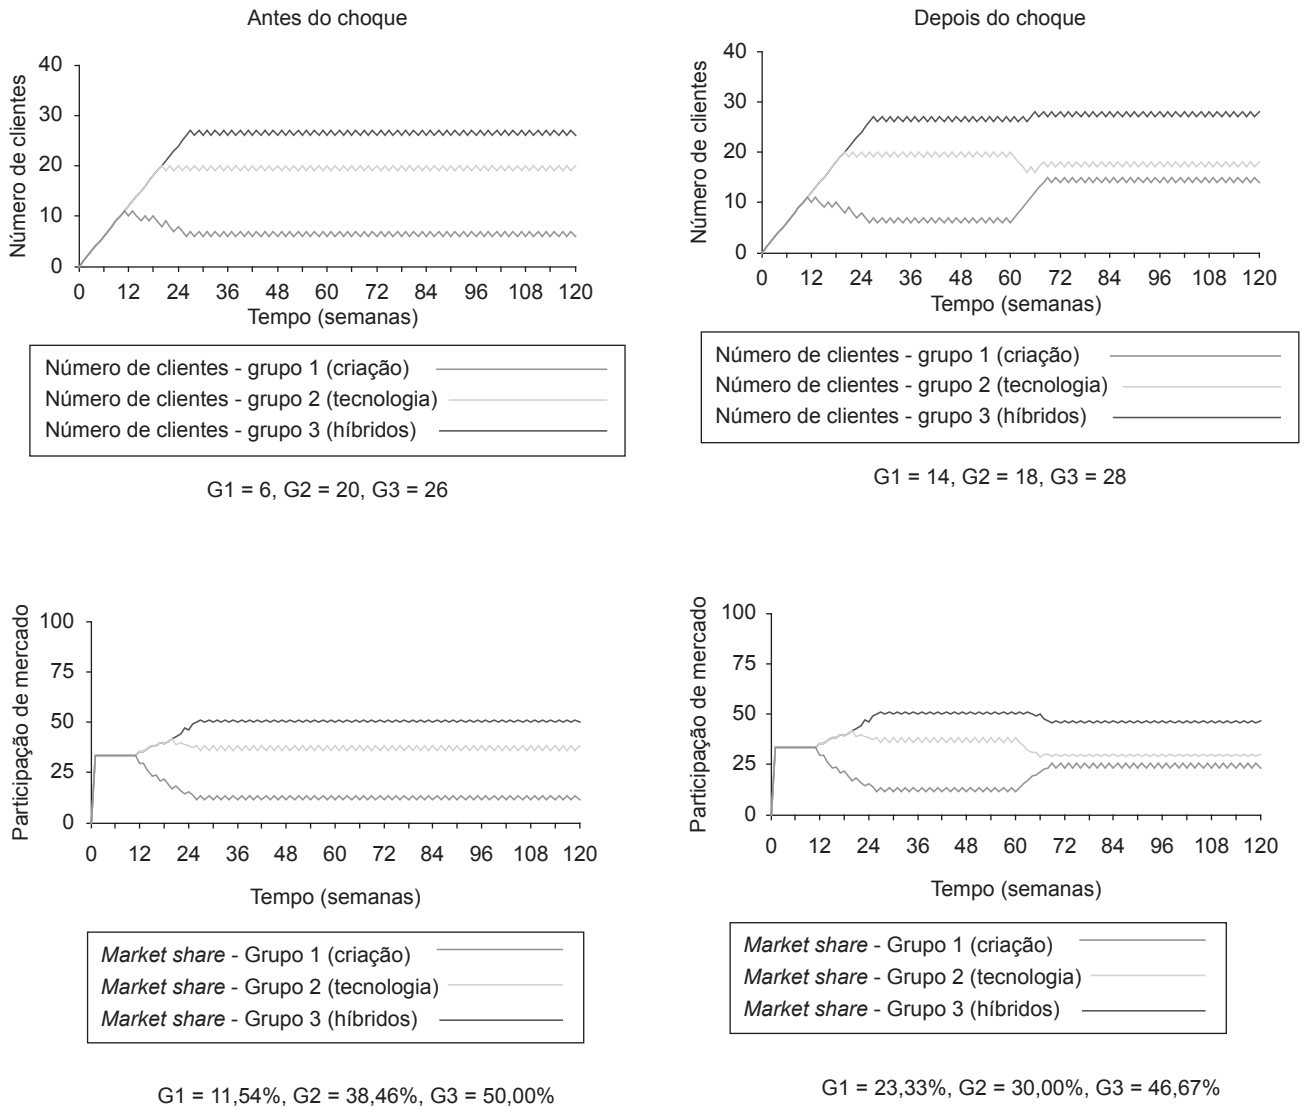 Antes do choque
Número de clientes
40
30
20
10
0
0 12 24 36 48 60 72 84 96 108 120
Tempo (semanas)
Número de clientes - grupo 1 (criação)
Número de clientes - grupo 2 (tecnologia)
Número de clientes - grupo 3 (híbridos)
G1 = 6, G2 = 20, G3 = 26
Depois do choque
Número de clientes
40
30
20
10
0
0 12 24 36 48 60 72 84 96 108 120
Tempo (semanas)
Número de clientes - grupo 1 (criação)
Número de clientes - grupo 2 (tecnologia)
Número de clientes - grupo 3 (híbridos)
G1 = 14, G2 = 18, G3 = 28
Participação de mercado
100
75
50
25
0
0 12 24 36 48 60 72 84 96 108 120
Tempo (semanas)
Market share - Grupo 1 (criação)
Market share - Grupo 2 (tecnologia)
Market share - Grupo 3 (híbridos)
G1 = 11,54%, G2 = 38,46%, G3 = 50,00%
Participação de mercado
100
75
50
25
0
0 12 24 36 48 60 72 84 96 108 120
Tempo (semanas)
Market share - Grupo 1 (criação)
Market share - Grupo 2 (tecnologia)
Market share - Grupo 3 (híbridos)
G1 = 23,33%, G2 = 30,00%, G3 = 46,67%